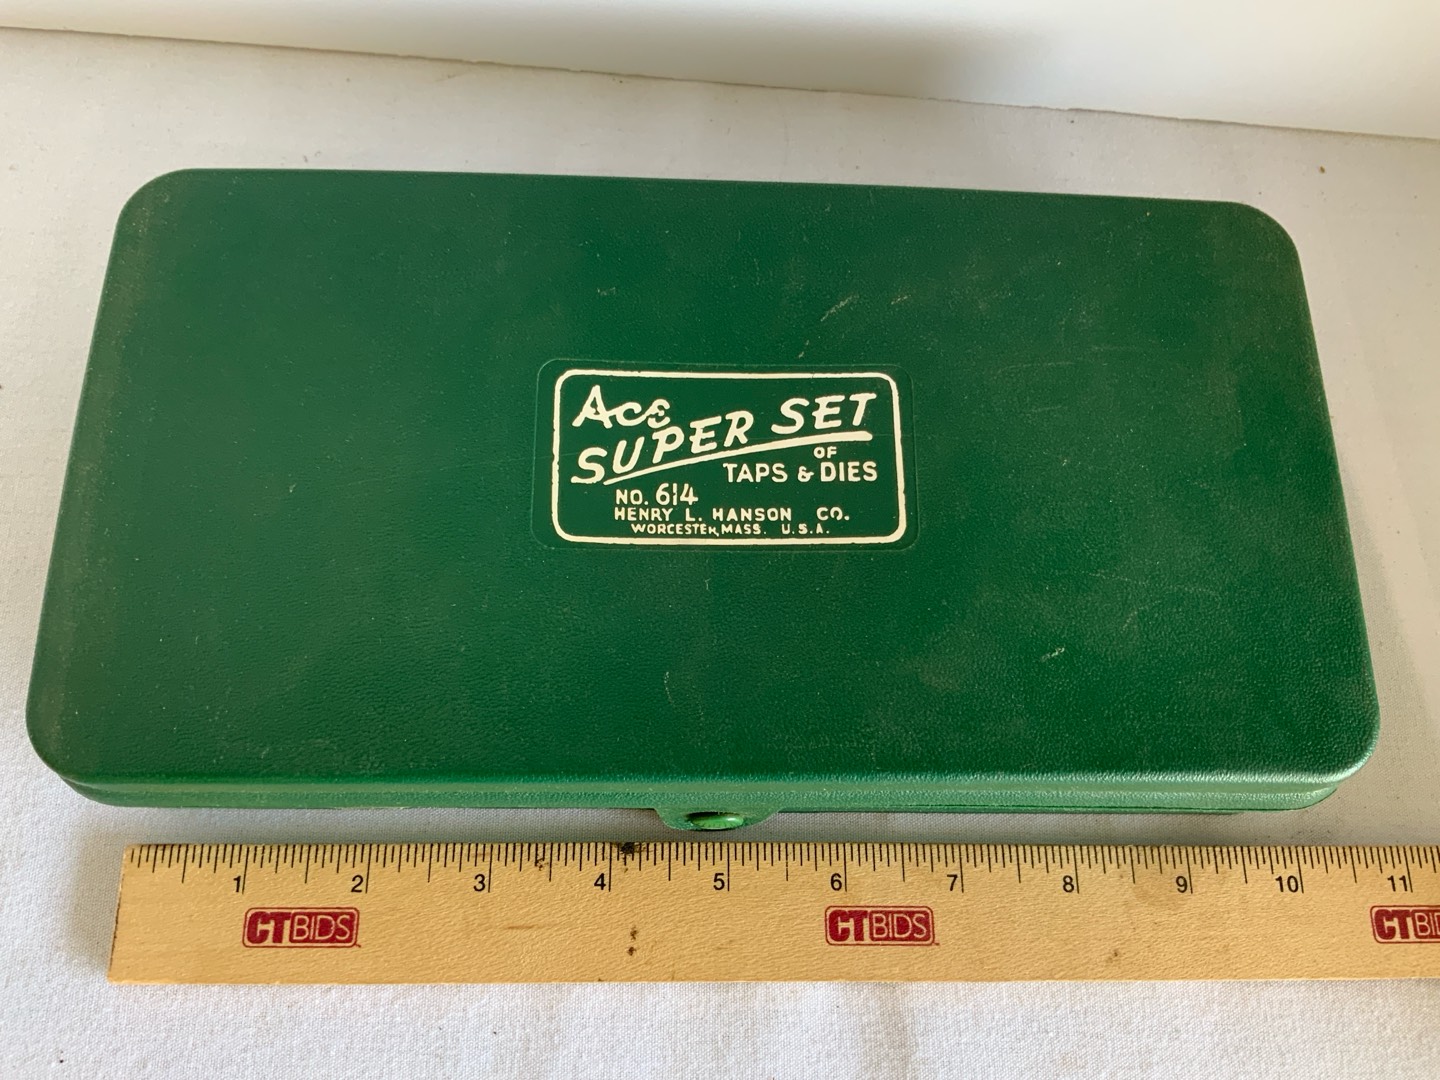 Ace
SUPER SET
OF
TAPS & DIES
NO. 614
HENRY L. HANSON CO.
WORCESTER, MASS. U.S.A.
1 2 3 4 5 6 7 8 9 10 11
CTBIDS CTBIDS CTBI